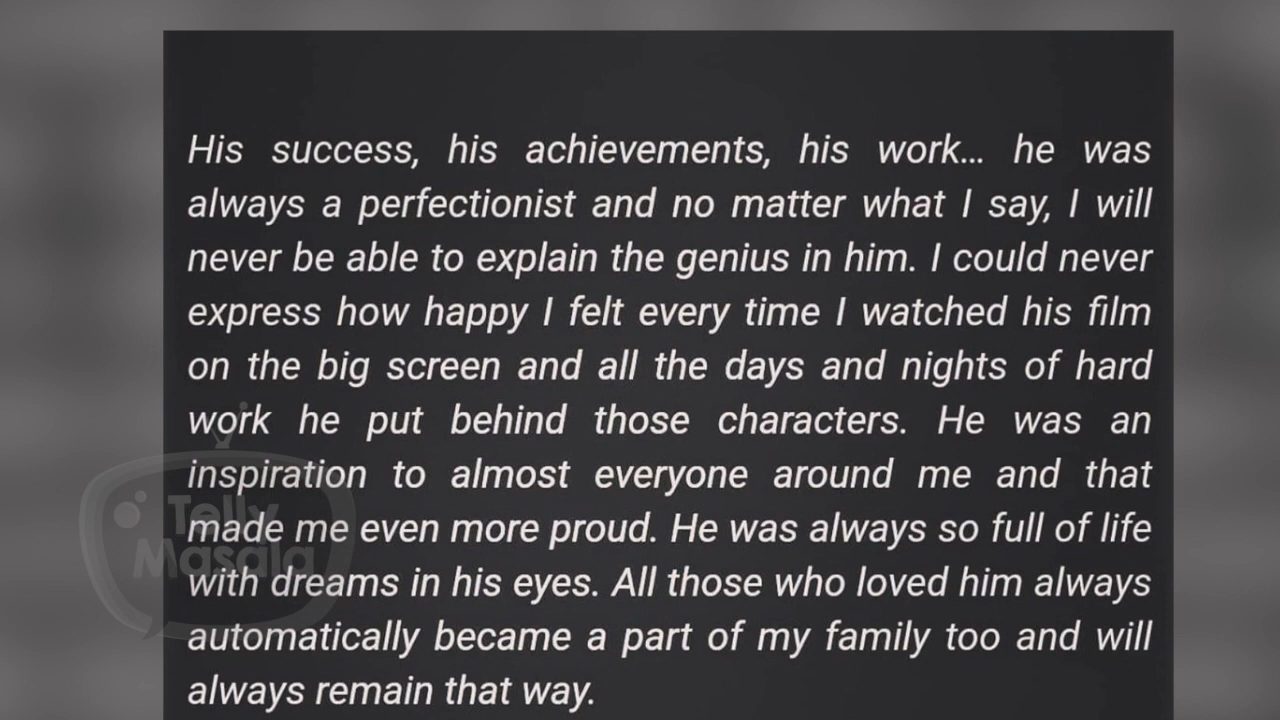 His success, his achievements, his work... he was
always a perfectionist and no matter what I say, I will
never be able to explain the genius in him. I could never
express how happy I felt every time I watched his film
on the big screen and all the days and nights of hard
work he put behind those characters. He was an
inspiration to almost everyone around me and that
made me even more proud. He was always so full of life
with dreams in his eyes. All those who loved him always
automatically became a part of my family too and will
always remain that way.
Telly
Masala